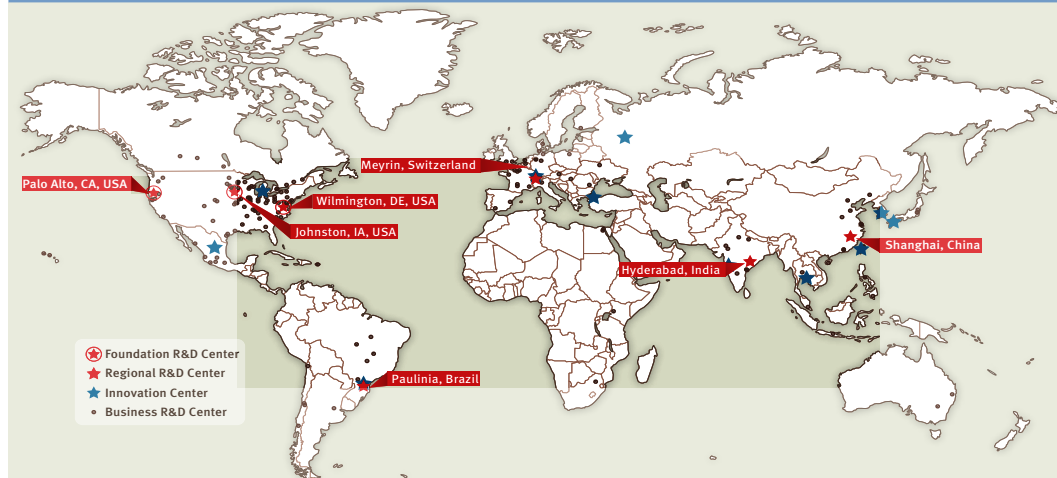 Meyrin, Switzerland
Palo Alto, CA, USA
Wilmington, DE, USA
Johnston, IA, USA
Shanghai, China
Hyderabad, India
Paulinia, Brazil
Foundation R&D Center
Regional R&D Center
Innovation Center
Business R&D Center